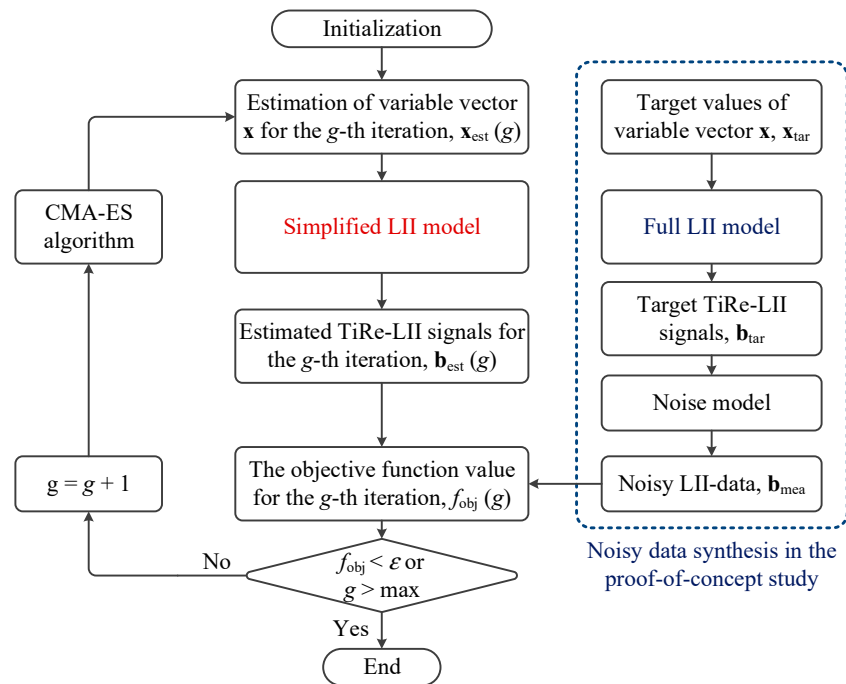 Initialization
Estimation of variable vector
x for the g-th iteration, xest (g)
Simplified LII model
Estimated TiRe-LII signals for
the g-th iteration, best (g)
The objective function value
for the g-th iteration, fobj (g)
fobj < ε or
g > max
No
Yes
End
CMA-ES
algorithm
g = g + 1
Target values of
variable vector x, xtar
Full LII model
Target TiRe-LII
signals, btar
Noise model
Noisy LII-data, bmea
Noisy data synthesis in the
proof-of-concept study